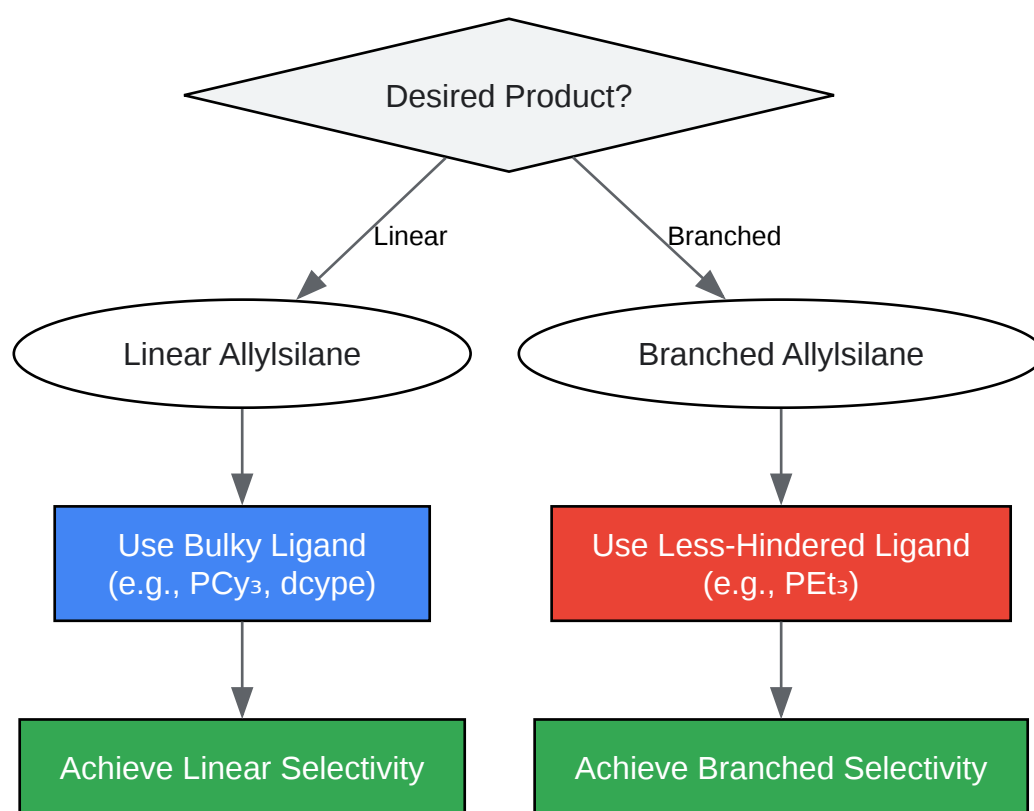 Desired Product?
Linear
Branched
Linear Allylsilane
Branched Allylsilane
Use Bulky Ligand
(e.g., PCy₃, dcype)
Use Less-Hindered Ligand
(e.g., PEt₃)
Achieve Linear Selectivity
Achieve Branched Selectivity